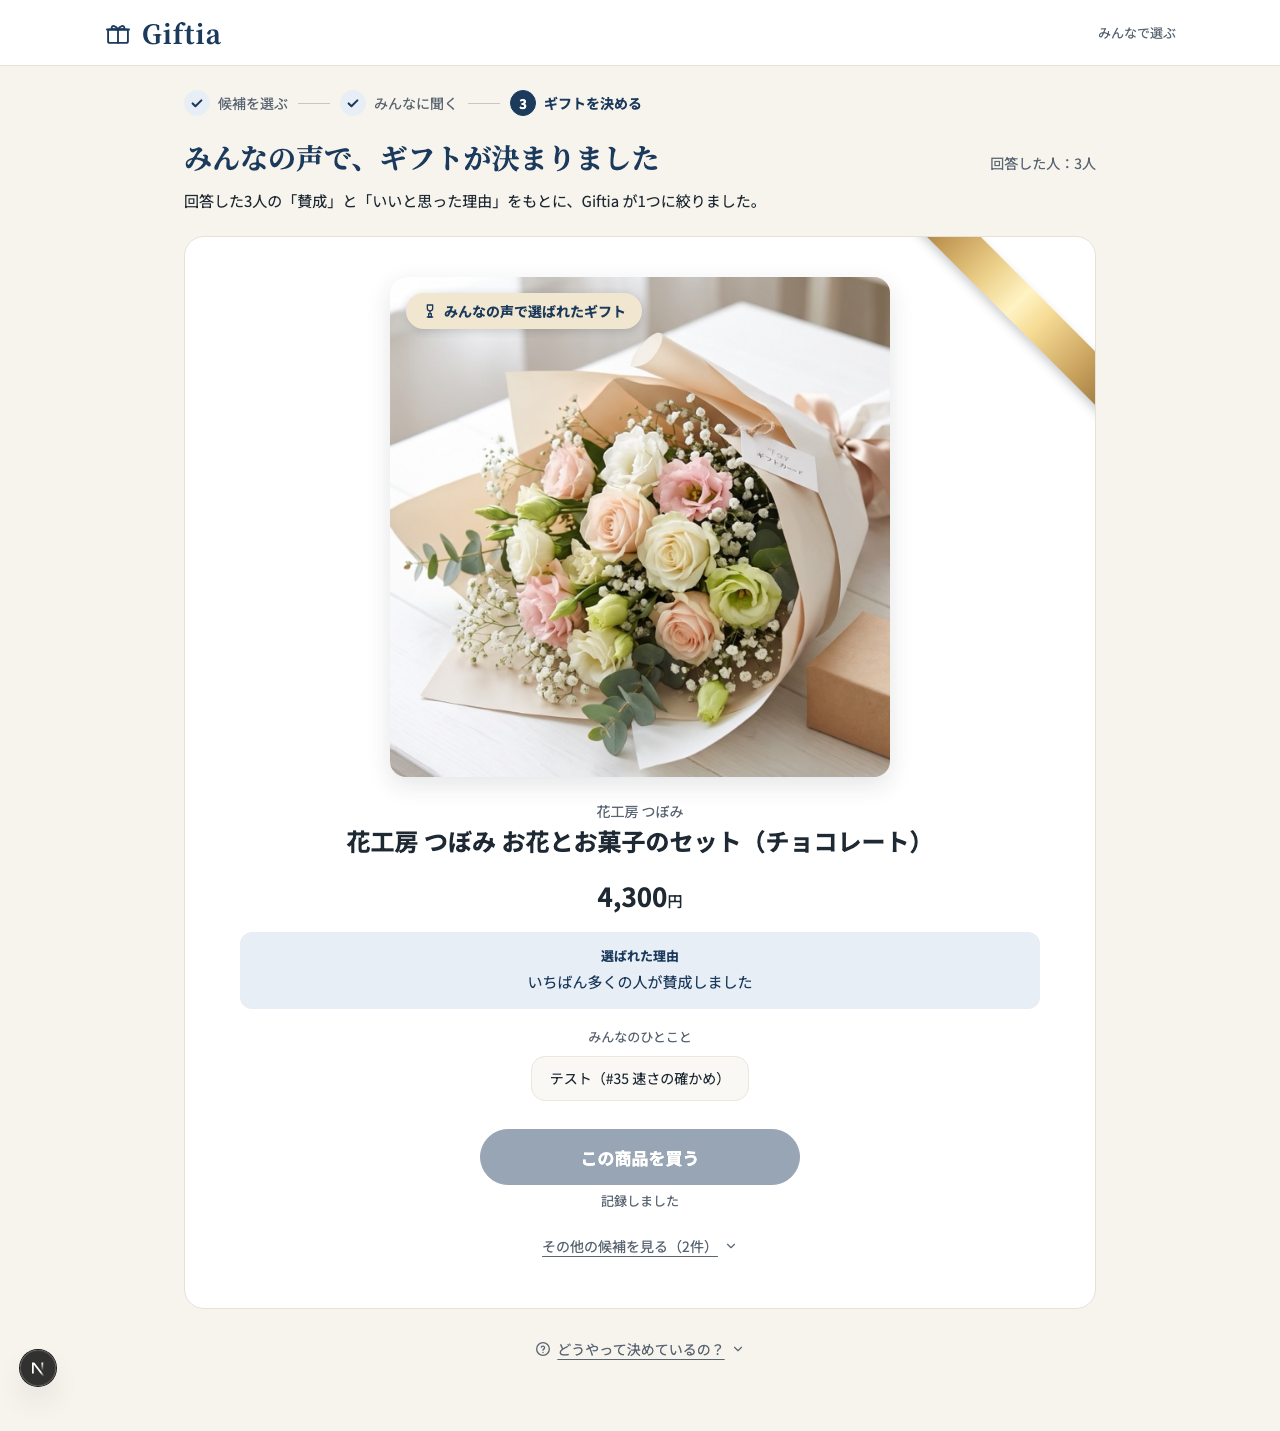 Giftia
みんなで選ぶ
候補を選ぶ
みんなに聞く
3 ギフトを決める
みんなの声で、ギフトが決まりました
回答した人：3人
回答した3人の「賛成」と「いいと思った理由」をもとに、Giftia が1つに絞りました。
みんなの声で選ばれたギフト
ギフトカード
花工房 つぼみ
花工房 つぼみ お花とお菓子のセット（チョコレート）
4,300円
選ばれた理由
いちばん多くの人が賛成しました
みんなのひとこと
テスト（#35 速さの確かめ）
この商品を買う
記録しました
その他の候補を見る（2件）
どうやって決めているの？
N